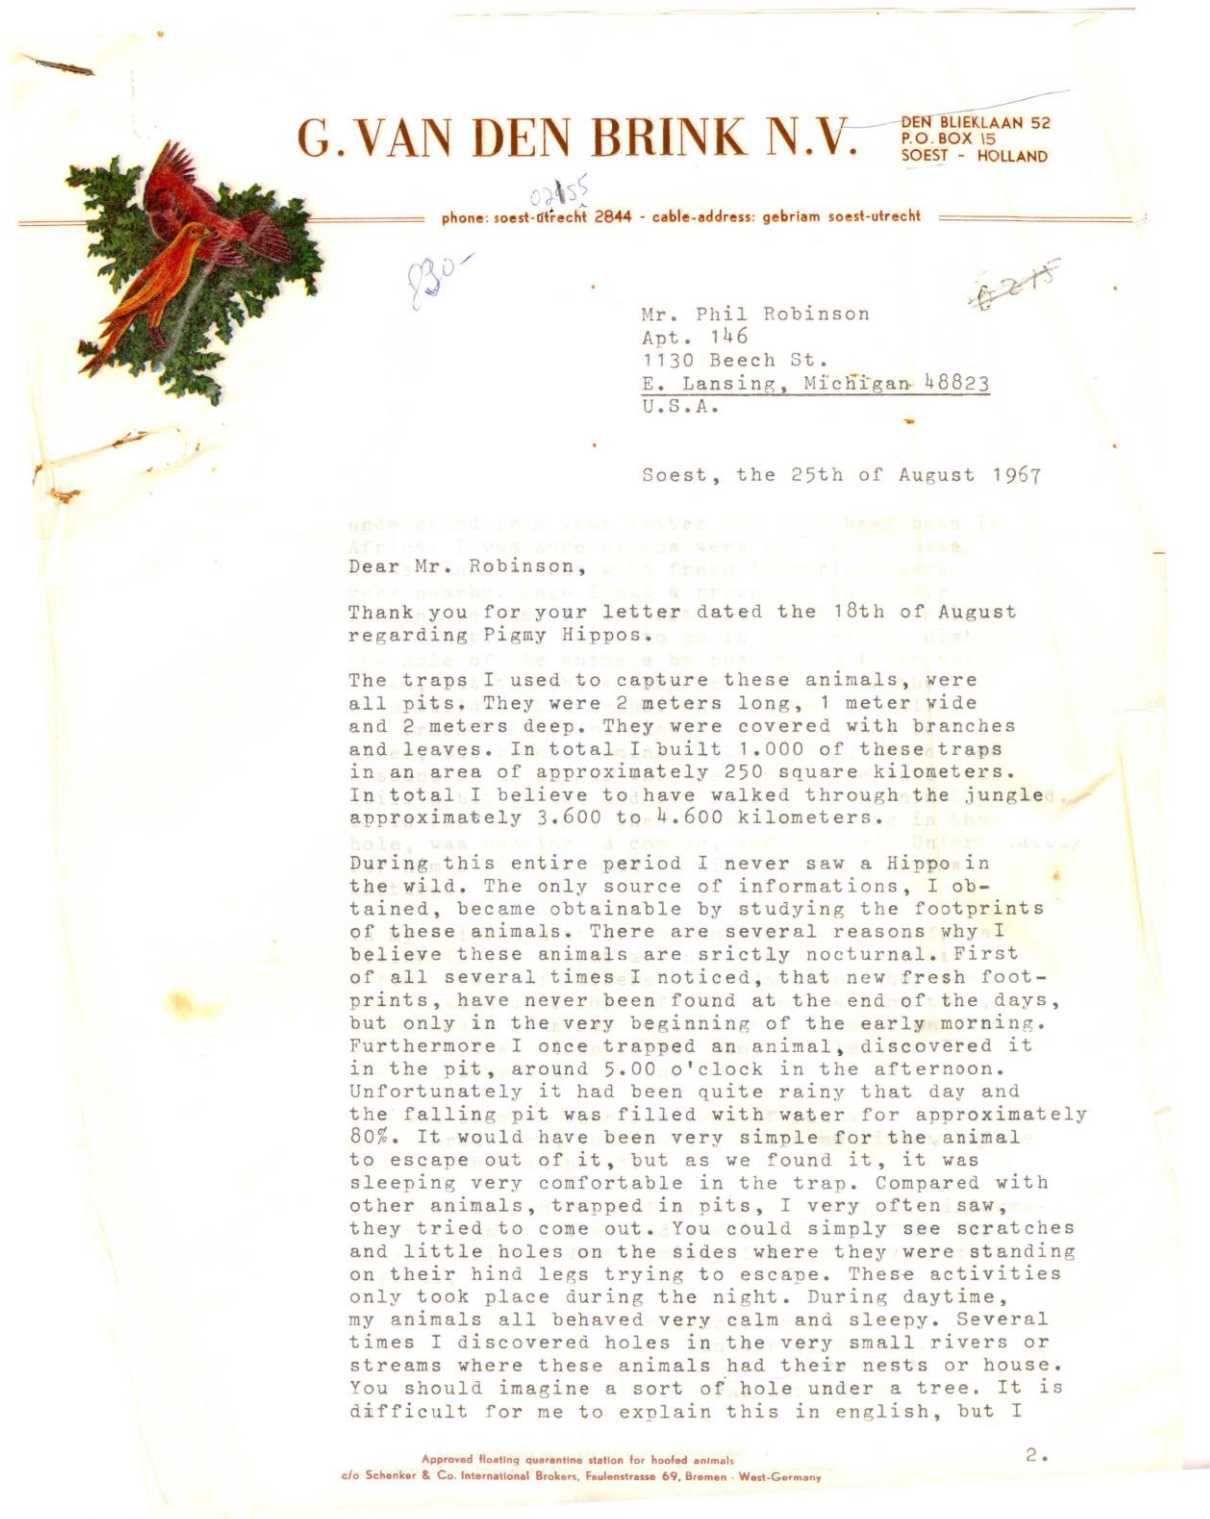 G. VAN DEN BRINK N.V.
DEN BLIEKLAAN 52
P.O. BOX 15
SOEST - HOLLAND
02155
phone: soest-utrecht 2844 - cable-address: gebriam soest-utrecht
830-
0215
Mr. Phil Robinson
Apt. 146
1130 Beech St.
E. Lansing, Michigan 48823
U.S.A.
Soest, the 25th of August 1967
Dear Mr. Robinson,
Thank you for your letter dated the 18th of August
regarding Pigmy Hippos.
The traps I used to capture these animals, were
all pits. They were 2 meters long, 1 meter wide
and 2 meters deep. They were covered with branches
and leaves. In total I built 1.000 of these traps
in an area of approximately 250 square kilometers.
In total I believe to have walked through the jungle
approximately 3.600 to 4.600 kilometers.
During this entire period I never saw a Hippo in
the wild. The only source of informations, I ob-
tained, became obtainable by studying the footprints
of these animals. There are several reasons why I
believe these animals are srictly nocturnal. First
of all several times I noticed, that new fresh foot-
prints, have never been found at the end of the days,
but only in the very beginning of the early morning.
Furthermore I once trapped an animal, discovered it
in the pit, around 5.00 o'clock in the afternoon.
Unfortunately it had been quite rainy that day and
the falling pit was filled with water for approximately
80%. It would have been very simple for the animal
to escape out of it, but as we found it, it was
sleeping very comfortable in the trap. Compared with
other animals, trapped in pits, I very often saw,
they tried to come out. You could simply see scratches
and little holes on the sides where they were standing
on their hind legs trying to escape. These activities
only took place during the night. During daytime,
my animals all behaved very calm and sleepy. Several
times I discovered holes in the very small rivers or
streams where these animals had their nests or house.
You should imagine a sort of hole under a tree. It is
difficult for me to explain this in english, but I
2.
Approved floating quarantine station for hoofed animals
c/o Schenker & Co. International Brokers, Faulenstrasse 69, Bremen - West-Germany